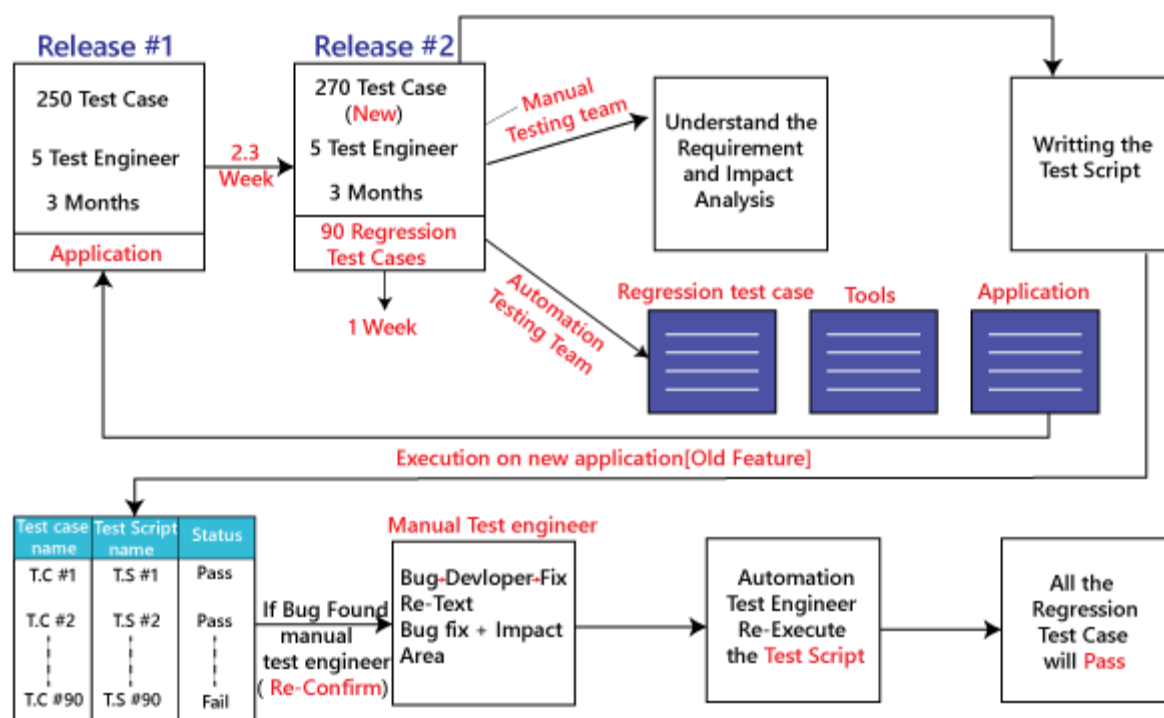 Release #1
250 Test Case
5 Test Engineer
3 Months
Application
2.3
Week
Release #2
270 Test Case
(New)
5 Test Engineer
3 Months
90 Regression
Test Cases
1 Week
Manual
Testing team
Understand the
Requirement
and Impact
Analysis
Writting the
Test Script
Automation
Testing Team
Regression test case
Tools
Application
Execution on new application[Old Feature]
Test case
name
Test Script
name
Status
T.C #1
T.S #1
Pass
T.C #2
T.S #2
Pass
T.C #90
T.S #90
Fail
If Bug Found
manual
test engineer
( Re-Confirm)
Manual Test engineer
Bug→Devloper→Fix
Re-Text
Bug fix + Impact
Area
Automation
Test Engineer
Re-Execute
the Test Script
All the
Regression
Test Case
will Pass